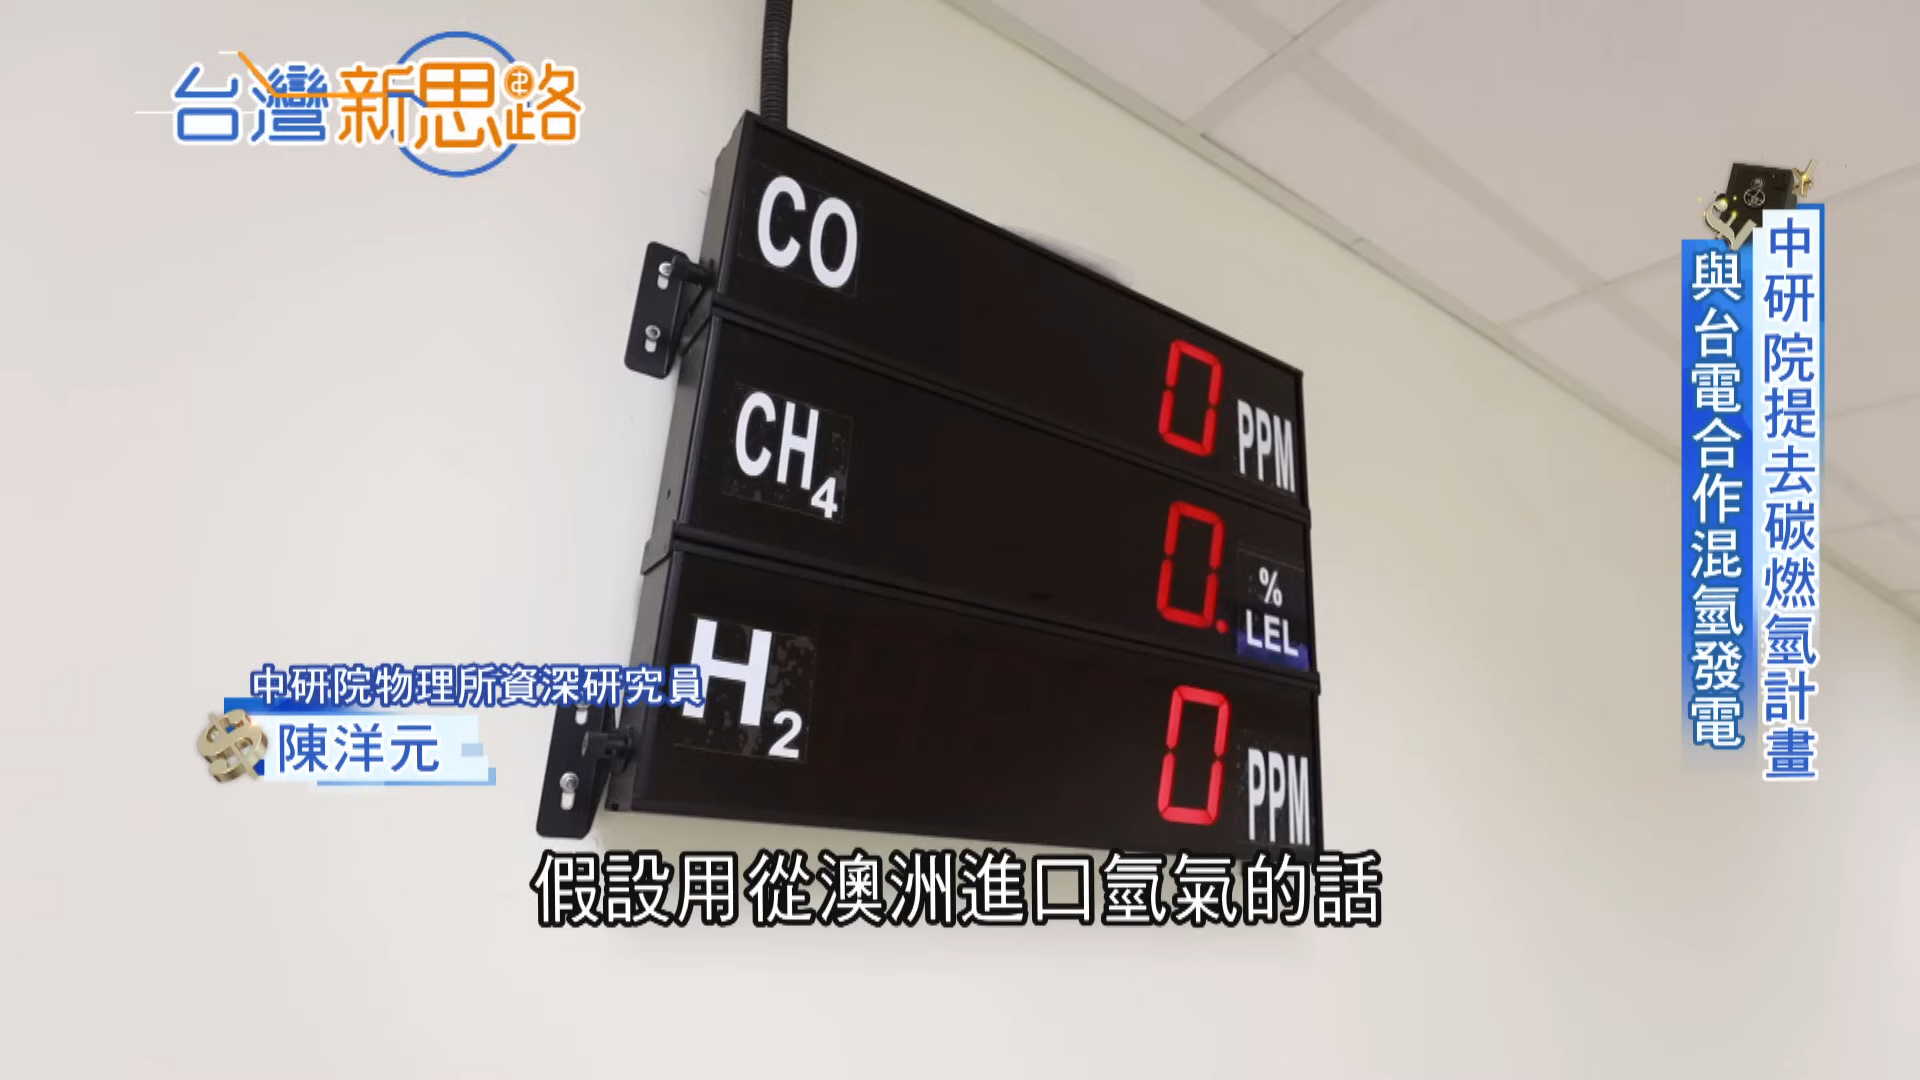 台灣新思路
CO
0 PPM
CH₄
0. % LEL
H₂
0 PPM
中研院提去碳燃氫計畫
與台電合作混氫發電
中研院物理所資深研究員
陳洋元
假設用從澳洲進口氫氣的話